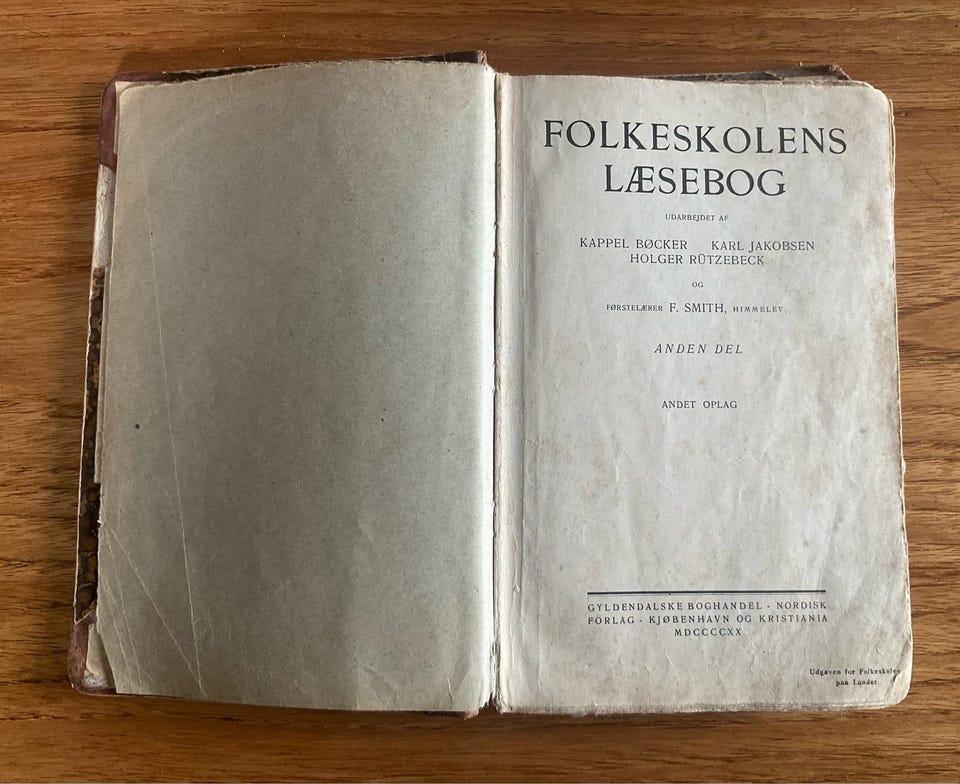 FOLKESKOLENS
LÆSEBOG
UDARBEJDET AF
KAPPEL BØCKER KARL JAKOBSEN
HOLGER RÜTZEBECK
OG
FØRSTELÆRER F. SMITH, HIMMELEV
ANDEN DEL
ANDET OPLAG
GYLDENDALSKE BOGHANDEL - NORDISK
FORLAG - KJØBENHAVN OG KRISTIANIA
MDCCCCXX
Udgaven for Folkeskolen
paa Landet.